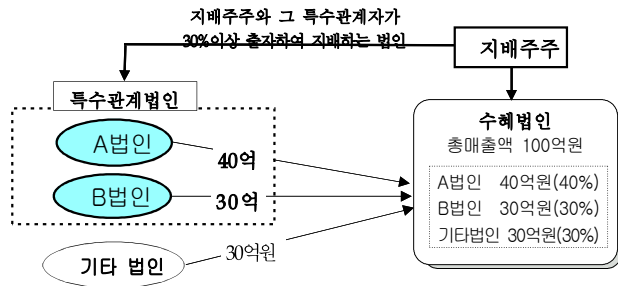 지배주주와 그 특수관계자가
30%이상 출자하여 지배하는 법인
지배주주
특수관계법인
A법인
40억
B법인
30억
기타 법인
30억원
수혜법인
총매출액 100억원
A법인 40억원(40%)
B법인 30억원(30%)
기타법인 30억원(30%)